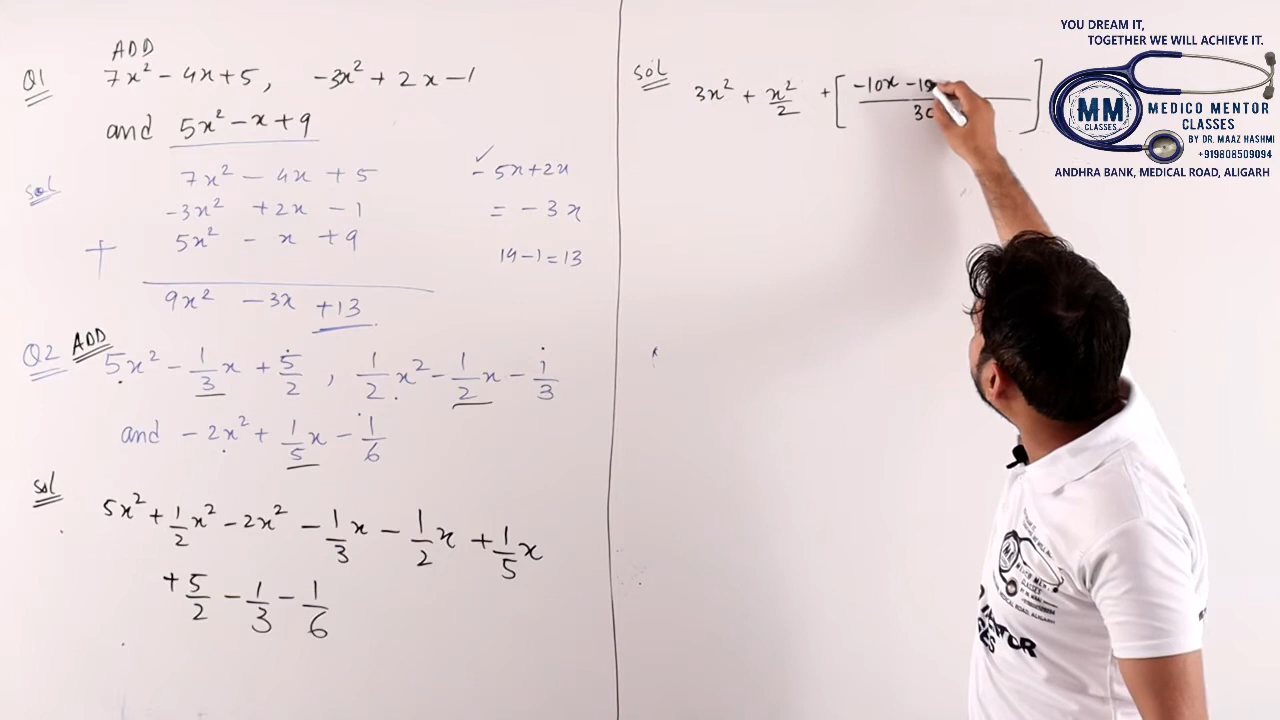 ADD
Q1 7x² - 4x + 5, -3x² + 2x - 1
and 5x² - x + 9
Sol 7x² - 4x + 5
-3x² + 2x - 1
+ 5x² - x + 9
9x² - 3x + 13
✓
- 5x + 2x
= - 3x
14 - 1 = 13
Q2 ADD 5x² - 1/3 x + 5/2, 1/2 x² - 1/2 x - 1/3
and - 2x² + 1/5 x - 1/6
Sol
5x² + 1/2 x² - 2x² - 1/3 x - 1/2 x + 1/5 x
+ 5/2 - 1/3 - 1/6
Sol 3x² + x²/2 + [ -10x - 15
YOU DREAM IT,
TOGETHER WE WILL ACHIEVE IT.
MM
CLASSES
MEDICO MENTOR
CLASSES
BY DR. MAAZ HASHMI
+919808509094
ANDHRA BANK, MEDICAL ROAD, ALIGARH